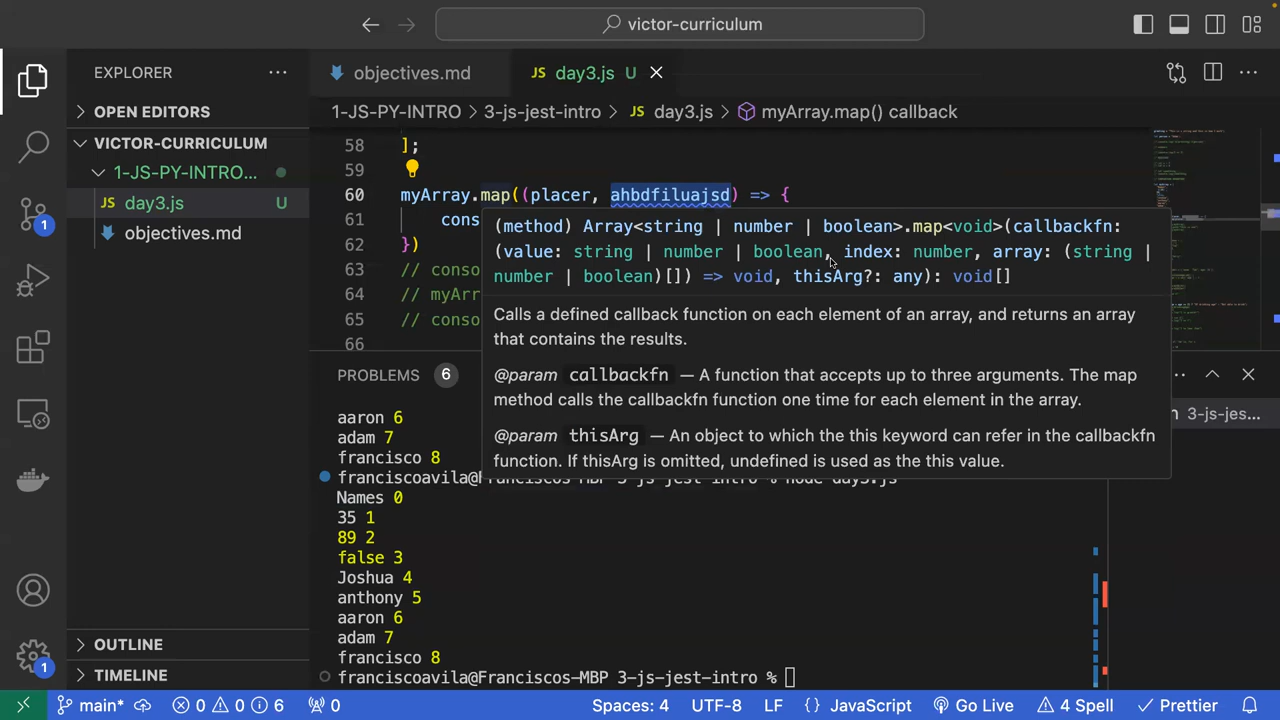 victor-curriculum
EXPLORER
objectives.md
JS day3.js U
OPEN EDITORS
1-JS-PY-INTRO > 3-js-jest-intro > JS day3.js > myArray.map() callback
VICTOR-CURRICULUM
1-JS-PY-INTRO...
JS day3.js U
objectives.md
58 ];
59
60 myArray.map((placer, ahbdfiluajsd) => {
61 cons
62 })
63 // consol
64 // myArr
65 // conso
66
(method) Array<string | number | boolean>.map<void>(callbackfn:
(value: string | number | boolean, index: number, array: (string |
number | boolean)[]) => void, thisArg?: any): void[]
Calls a defined callback function on each element of an array, and returns an array
that contains the results.
@param callbackfn — A function that accepts up to three arguments. The map
method calls the callbackfn function one time for each element in the array.
@param thisArg — An object to which the this keyword can refer in the callbackfn
function. If thisArg is omitted, undefined is used as the this value.
PROBLEMS 6
3-js-jes...
aaron 6
adam 7
francisco 8
franciscoavila@Franciscos-MBP 3-js-jest-intro % node day3.js
Names 0
35 1
89 2
false 3
Joshua 4
anthony 5
aaron 6
adam 7
francisco 8
franciscoavila@Franciscos-MBP 3-js-jest-intro %
1
1
OUTLINE
TIMELINE
main* 0 0 6 0 Spaces: 4 UTF-8 LF {} JavaScript Go Live 4 Spell Prettier